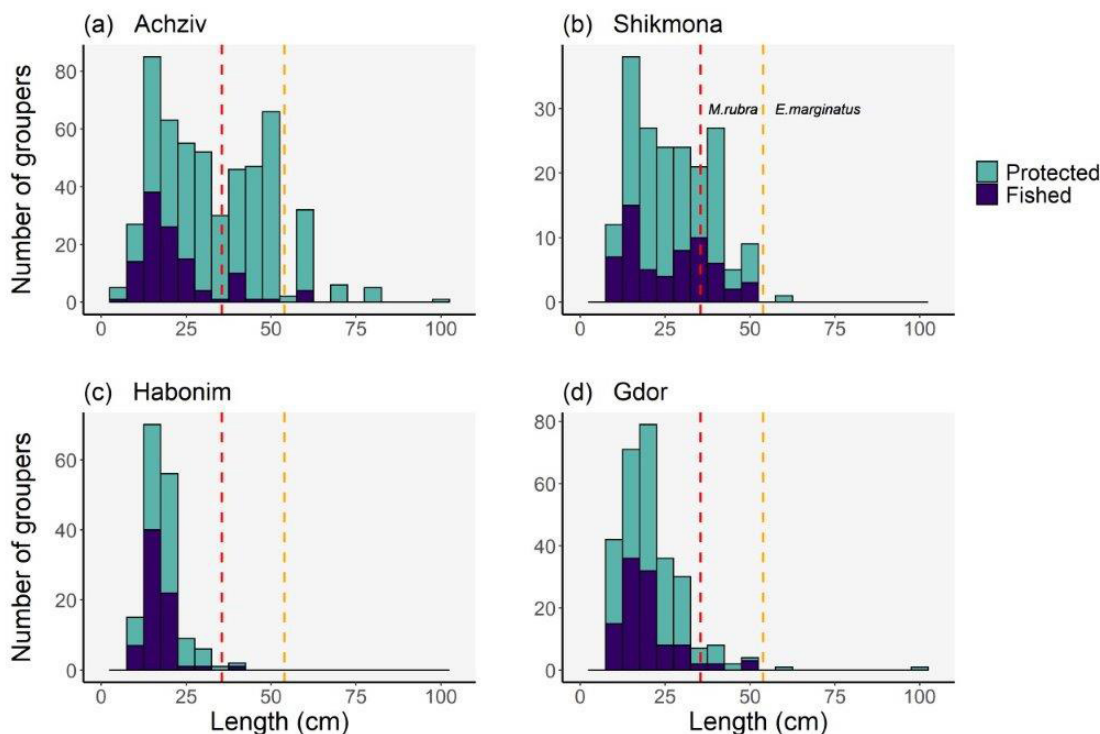 (a) Achziv
(b) Shikmona
Number of groupers
80
60
40
20
0
0 25 50 75 100
30
20
10
0
0 25 50 75 100
M.rubra E.marginatus
Protected
Fished
(c) Habonim
(d) Gdor
Number of groupers
60
40
20
0
0 25 50 75 100
Length (cm)
80
60
40
20
0
0 25 50 75 100
Length (cm)